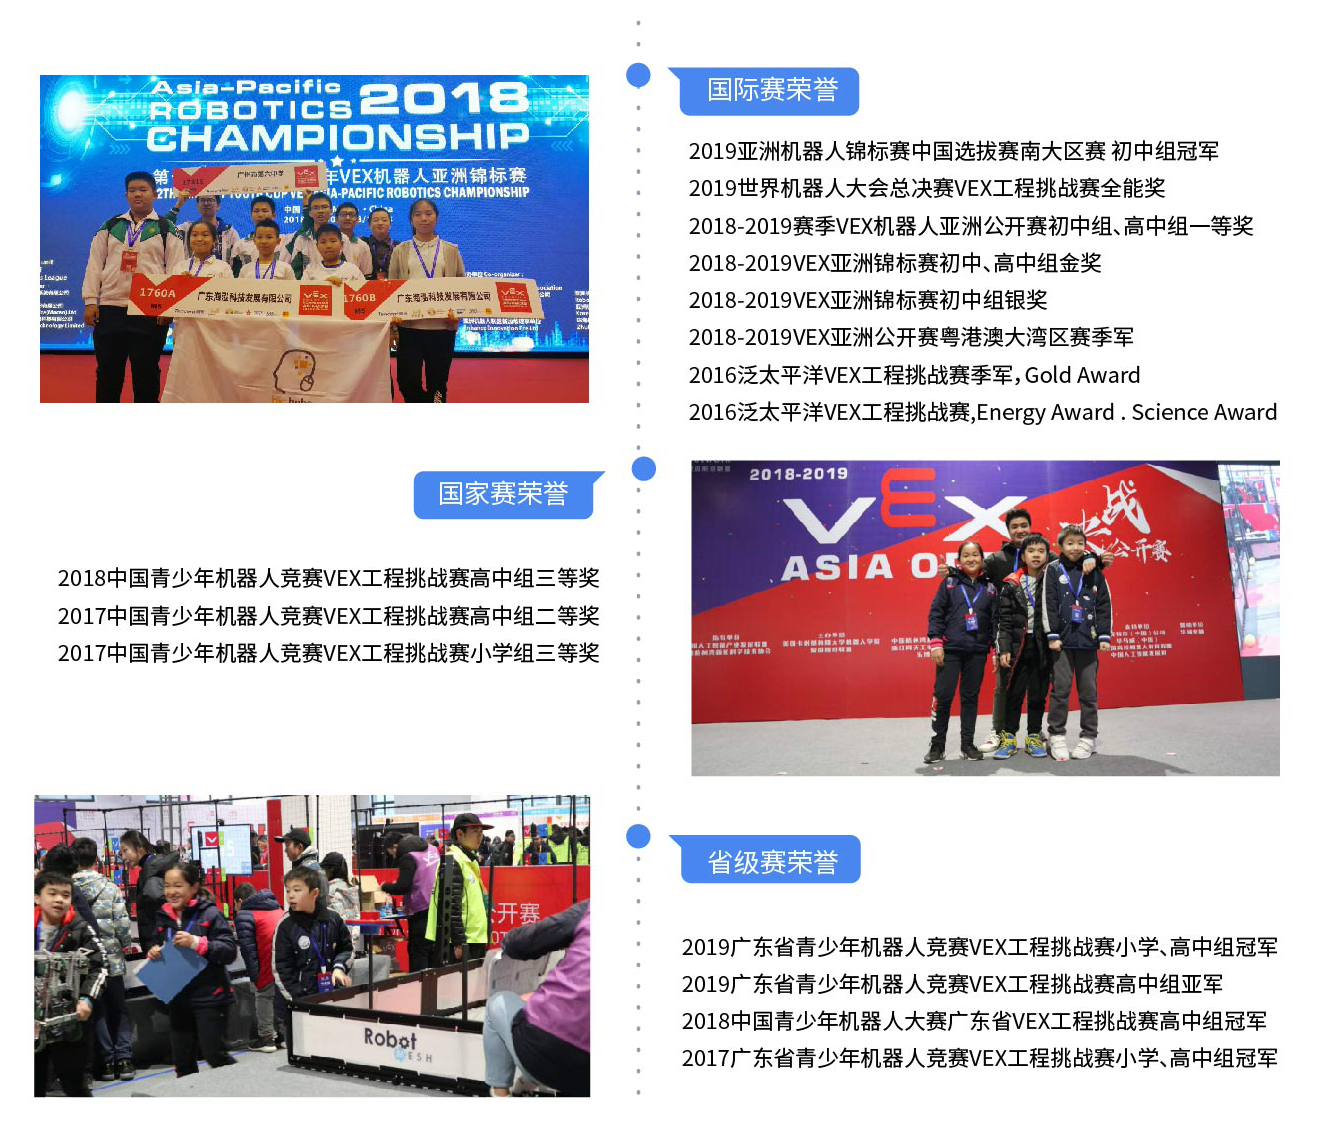 国际赛荣誉
2019亚洲机器人锦标赛中国选拔赛南大区赛 初中组冠军
2019世界机器人大会总决赛VEX工程挑战赛全能奖
2018-2019赛季VEX机器人亚洲公开赛初中组、高中组一等奖
2018-2019VEX亚洲锦标赛初中、高中组金奖
2018-2019VEX亚洲锦标赛初中组银奖
2018-2019VEX亚洲公开赛粤港澳大湾区赛季军
2016泛太平洋VEX工程挑战赛季军，Gold Award
2016泛太平洋VEX工程挑战赛,Energy Award . Science Award
Asia-Pacific
ROBOTICS 2018
CHAMPIONSHIP
广州市第六中学
年VEX机器人亚洲锦标赛
IA-PACIFIC ROBOTICS CHAMPIONSHIP
1760A
广东海弘科技发展有限公司
VEX
1760B
广东海弘科技发展有限公司
国家赛荣誉
2018中国青少年机器人竞赛VEX工程挑战赛高中组三等奖
2017中国青少年机器人竞赛VEX工程挑战赛高中组二等奖
2017中国青少年机器人竞赛VEX工程挑战赛小学组三等奖
2018-2019
VEX
ASIA
决战
公开赛
省级赛荣誉
2019广东省青少年机器人竞赛VEX工程挑战赛小学、高中组冠军
2019广东省青少年机器人竞赛VEX工程挑战赛高中组亚军
2018中国青少年机器人大赛广东省VEX工程挑战赛高中组冠军
2017广东省青少年机器人竞赛VEX工程挑战赛小学、高中组冠军
开赛
Robot
MESH